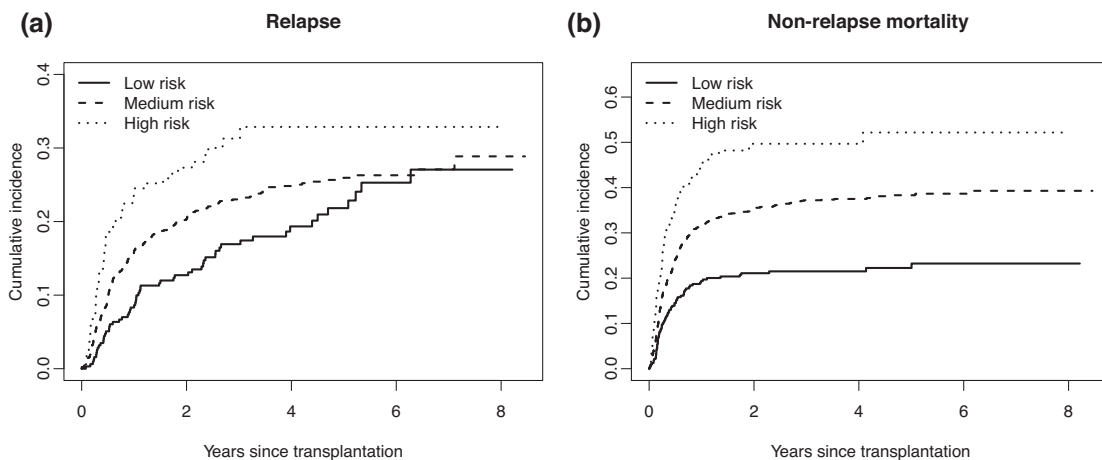 (a)
Relapse
Cumulative incidence
0.4
0.3
0.2
0.1
0.0
Low risk
Medium risk
High risk
0 2 4 6 8
Years since transplantation
(b)
Non-relapse mortality
Cumulative incidence
0.6
0.5
0.4
0.3
0.2
0.1
0.0
Low risk
Medium risk
High risk
0 2 4 6 8
Years since transplantation